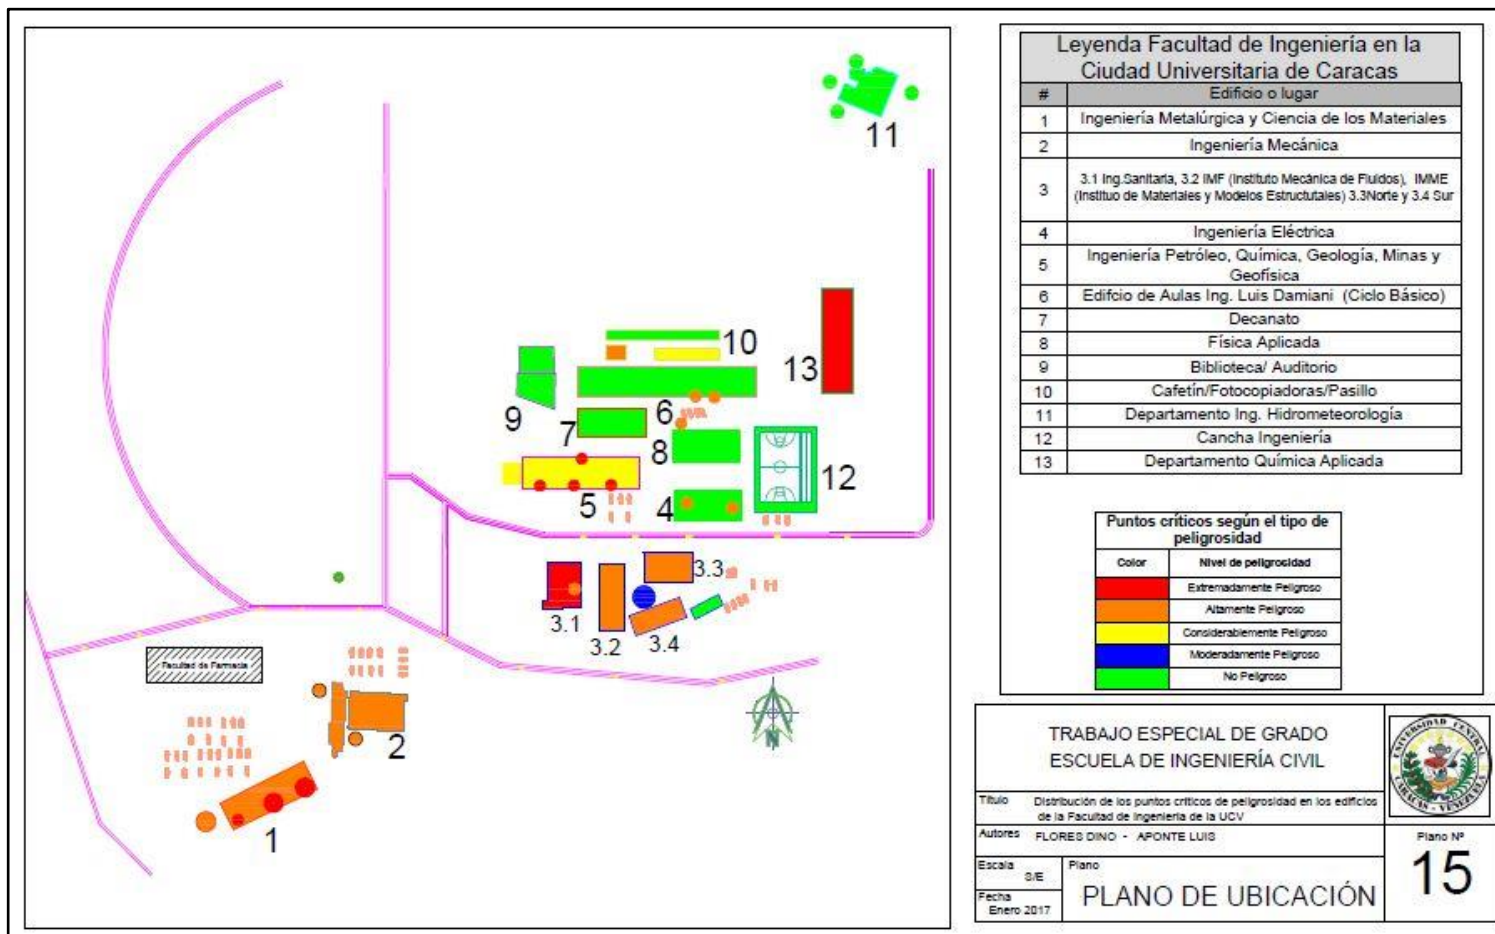 11
10
13
9
6
7
8
12
5
4
3.3
3.1
3.2
3.4
Facultad de Farmacia
2
N
1
Leyenda Facultad de Ingeniería en la
Ciudad Universitaria de Caracas
# Edificio o lugar
1 Ingeniería Metalúrgica y Ciencia de los Materiales
2 Ingeniería Mecánica
3 3.1 Ing.Sanitaria, 3.2 IMF (Instituto Mecánica de Fluidos), IMME
(Instituo de Materiales y Modelos Estructutales) 3.3Norte y 3.4 Sur
4 Ingeniería Eléctrica
5 Ingeniería Petróleo, Química, Geología, Minas y
Geofísica
6 Edifcio de Aulas Ing. Luis Damiani (Ciclo Básico)
7 Decanato
8 Física Aplicada
9 Biblioteca/ Auditorio
10 Cafetín/Fotocopiadoras/Pasillo
11 Departamento Ing. Hidrometeorología
12 Cancha Ingeniería
13 Departamento Química Aplicada
Puntos críticos según el tipo de
peligrosidad
Color Nivel de peligrosidad
Extremadamente Peligroso
Altamente Peligroso
Considerablemente Peligroso
Moderadamente Peligroso
No Peligroso
TRABAJO ESPECIAL DE GRADO
ESCUELA DE INGENIERÍA CIVIL
UNIVERSIDAD CENTRAL
CARACAS - VENEZUELA
Título Distribución de los puntos críticos de peligrosidad en los edificios
de la Facultad de Ingeniería de la UCV
Autores FLORES DINO - APONTE LUIS
Escala
S/E
Plano
PLANO DE UBICACIÓN
Fecha
Enero 2017
Plano Nº
15